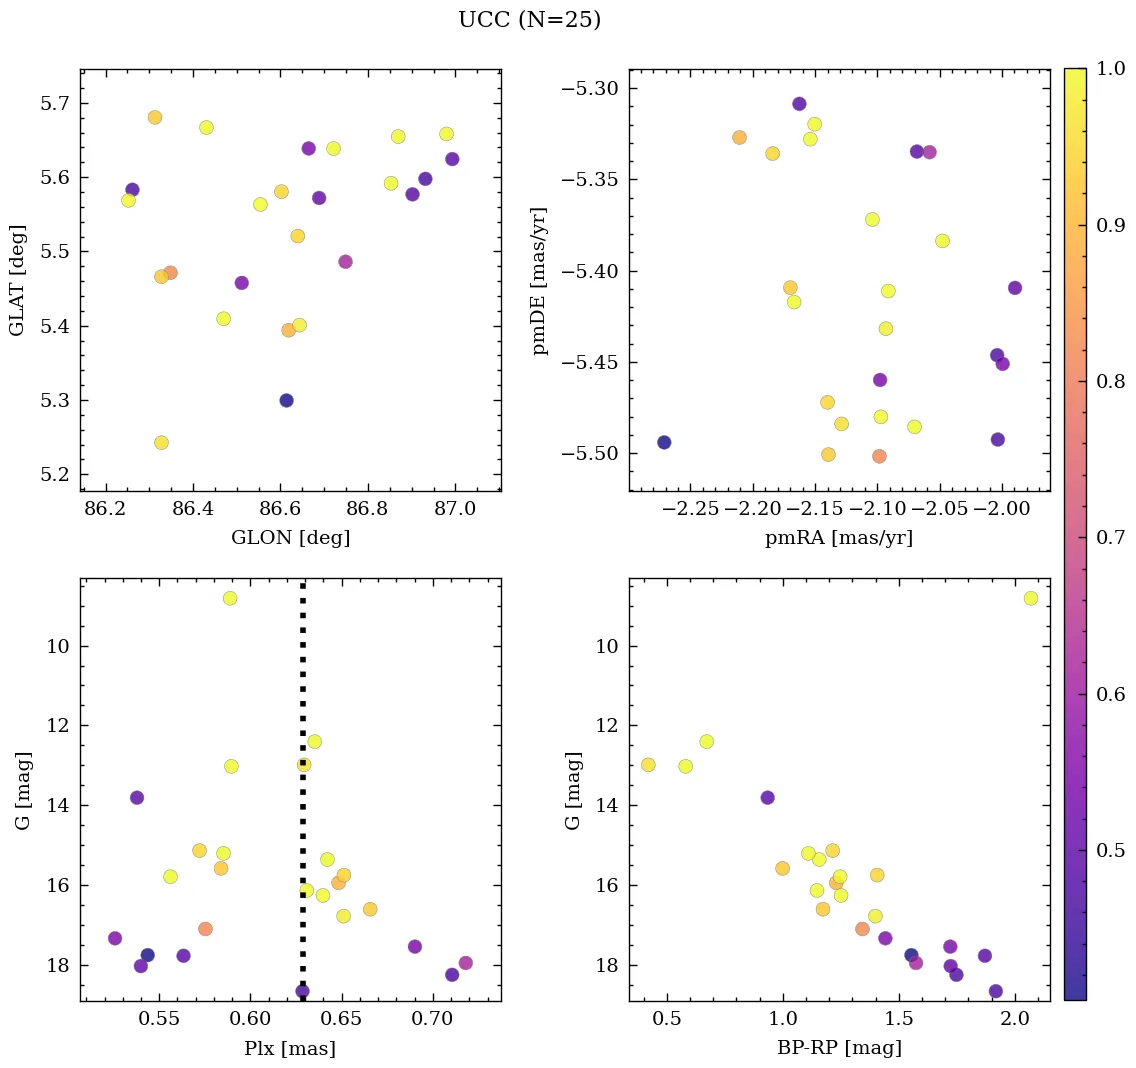 UCC (N=25)
5.7
5.6
5.5
5.4
5.3
5.2
GLAT [deg]
86.2 86.4 86.6 86.8 87.0
GLON [deg]
−5.30
−5.35
−5.40
−5.45
−5.50
pmDE [mas/yr]
−2.25 −2.20 −2.15 −2.10 −2.05 −2.00
pmRA [mas/yr]
10
12
14
16
18
G [mag]
0.55 0.60 0.65 0.70
Plx [mas]
10
12
14
16
18
G [mag]
0.5 1.0 1.5 2.0
BP-RP [mag]
1.0
0.9
0.8
0.7
0.6
0.5